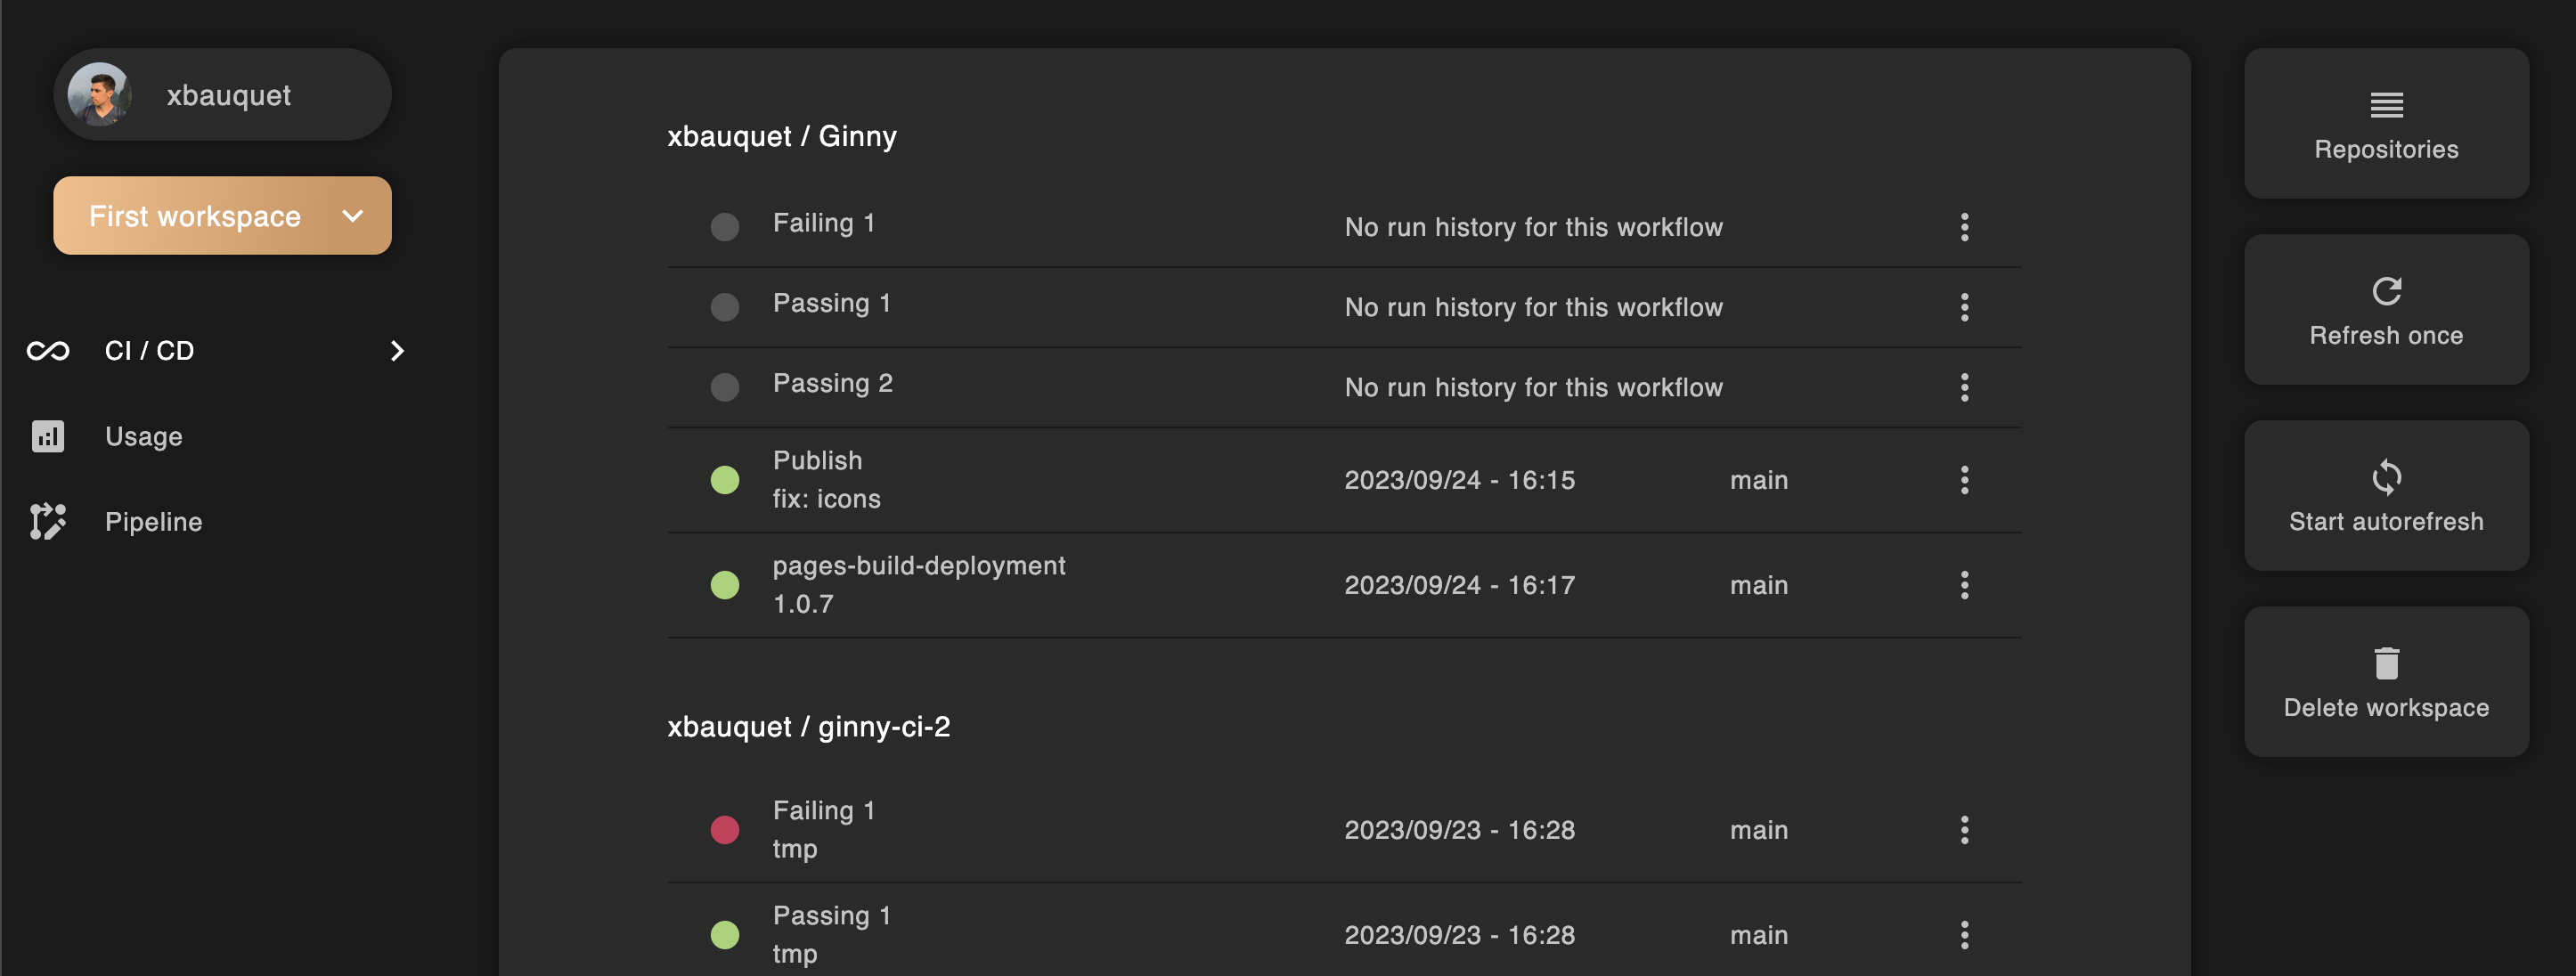 xbauquet
First workspace
CI / CD
Usage
Pipeline
xbauquet / Ginny
Failing 1 No run history for this workflow
Passing 1 No run history for this workflow
Passing 2 No run history for this workflow
Publish
fix: icons
2023/09/24 - 16:15 main
pages-build-deployment
1.0.7
2023/09/24 - 16:17 main
xbauquet / ginny-ci-2
Failing 1
tmp
2023/09/23 - 16:28 main
Passing 1
tmp
2023/09/23 - 16:28 main
Repositories
Refresh once
Start autorefresh
Delete workspace